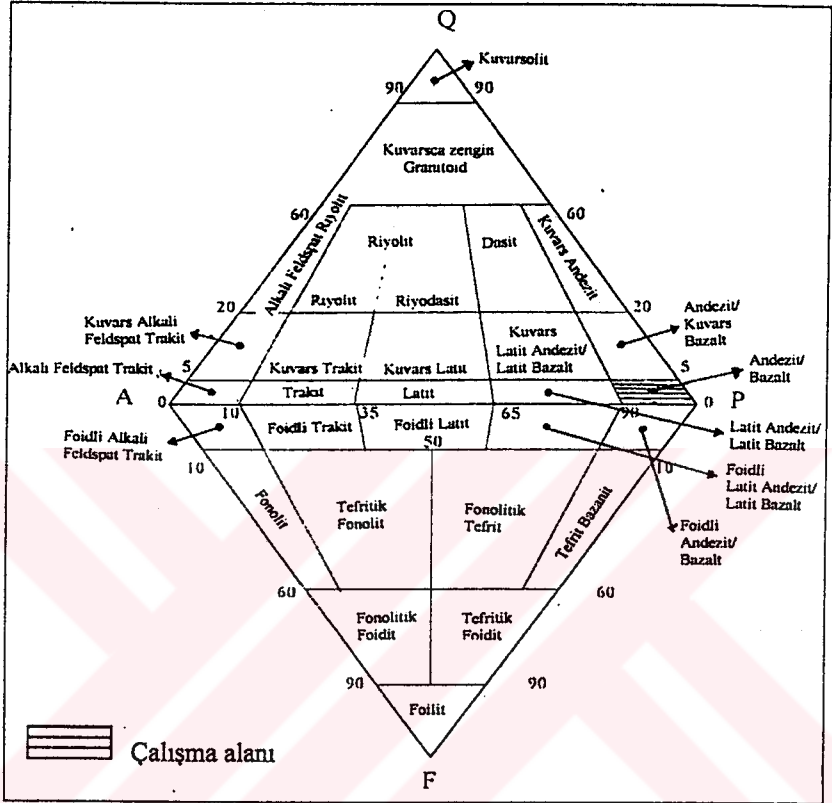 Q
Kuvarsolit
90
90
Kuvarsca zengin
Granitoid
60
60
Alkali Feldspat Riyolit
Riyolit
Dasit
Kuvars Andezit
20
20
Riyolit
Riyodasit
Kuvars Alkali
Feldspat Trakit
Andezit/
Kuvars
Bazalt
Kuvars
Latit Andezit/
Latit Bazalt
Kuvars Trakit
Kuvars Latit
5
5
Alkali Feldspat Trakit
Andezit/
Bazalt
Trakit
Latit
A
0
0
P
10
35
65
90
Foidli Alkali
Feldspat Trakit
Foidli Trakit
Foidli Latit
Latit Andezit/
Latit Bazalt
50
10
10
Foidli
Latit Andezit/
Latit Bazalt
Fonolit
Tefritik
Fonolit
Fonolitik
Tefrit
Tefrit Bazanit
Foidli
Andezit/
Bazalt
60
60
Fonolitik
Foidit
Tefritik
Foidit
90
90
Foilit
Çalışma alanı
F